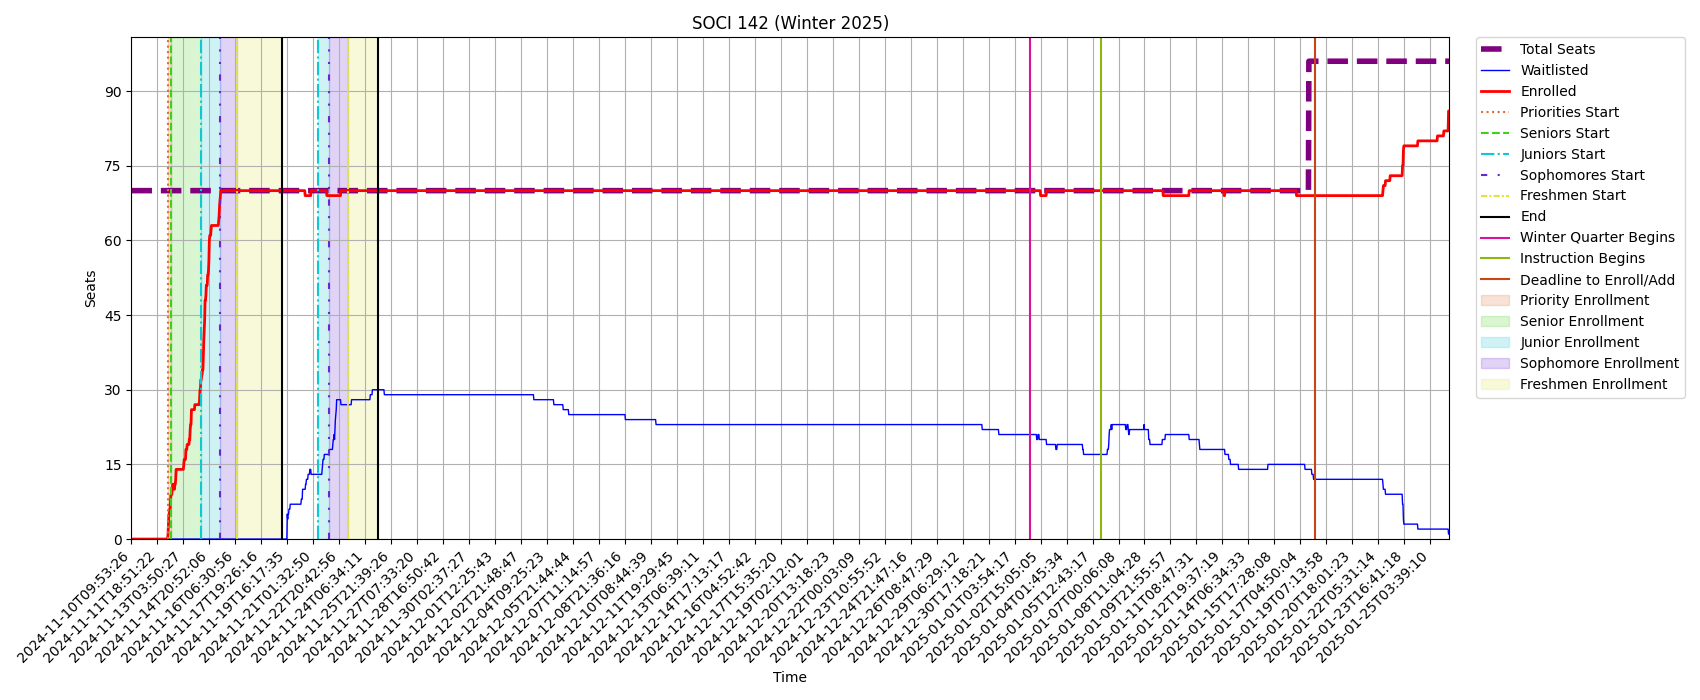 SOCI 142 (Winter 2025)
Seats
90
75
60
45
30
15
0
2024-11-10T09:53:26
2024-11-11T18:51:22
2024-11-13T03:50:27
2024-11-14T20:52:06
2024-11-16T06:30:56
2024-11-17T19:26:16
2024-11-19T16:17:35
2024-11-21T01:32:50
2024-11-22T20:42:56
2024-11-24T06:34:11
2024-11-25T21:39:26
2024-11-27T07:33:20
2024-11-28T16:50:42
2024-11-30T02:37:27
2024-12-01T12:25:43
2024-12-02T21:48:47
2024-12-04T09:25:23
2024-12-05T21:44:44
2024-12-07T11:14:57
2024-12-08T21:36:16
2024-12-10T08:44:39
2024-12-11T19:29:45
2024-12-13T06:39:11
2024-12-14T17:13:17
2024-12-16T04:52:42
2024-12-17T15:35:20
2024-12-19T02:12:01
2024-12-20T13:18:23
2024-12-22T00:03:09
2024-12-23T10:55:52
2024-12-24T21:47:16
2024-12-26T08:47:29
2024-12-29T06:29:12
2024-12-30T17:18:21
2025-01-01T03:54:17
2025-01-02T15:05:05
2025-01-04T01:45:34
2025-01-05T12:43:17
2025-01-07T00:06:08
2025-01-08T11:04:28
2025-01-09T21:55:57
2025-01-11T08:47:31
2025-01-12T19:37:19
2025-01-14T06:34:33
2025-01-15T17:28:08
2025-01-17T04:50:04
2025-01-19T07:13:58
2025-01-20T18:01:23
2025-01-22T05:31:14
2025-01-23T16:41:18
2025-01-25T03:39:10
Time
Total Seats
Waitlisted
Enrolled
Priorities Start
Seniors Start
Juniors Start
Sophomores Start
Freshmen Start
End
Winter Quarter Begins
Instruction Begins
Deadline to Enroll/Add
Priority Enrollment
Senior Enrollment
Junior Enrollment
Sophomore Enrollment
Freshmen Enrollment